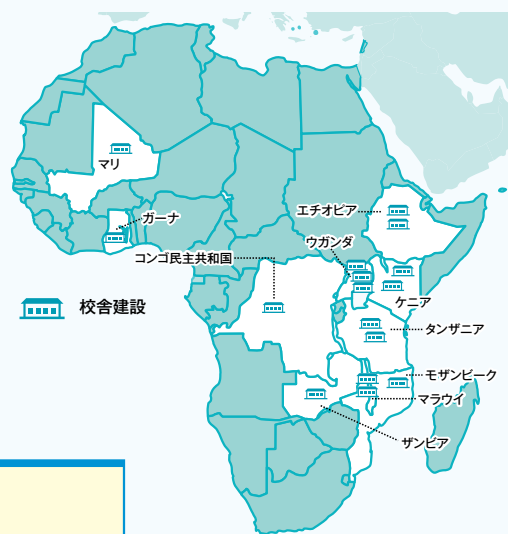 マリ
ガーナ
エチオピア
ウガンダ
コンゴ民主共和国
ケニア
校舎建設
タンザニア
モザンビーク
マラウイ
ザンビア